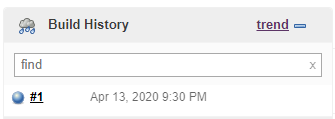 Build History trend
find x
#1 Apr 13, 2020 9:30 PM